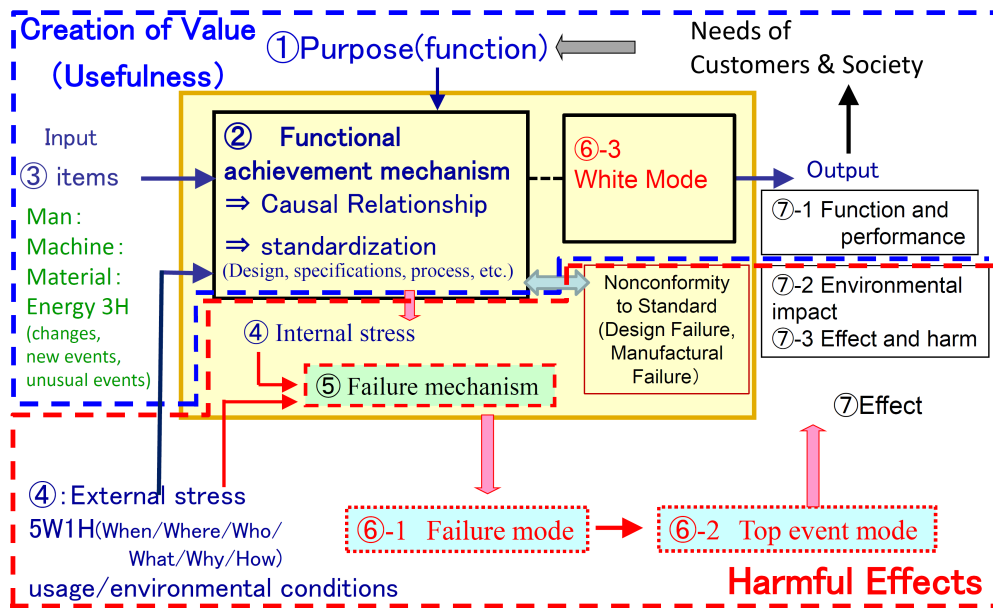 Creation of Value
（Usefulness）
①Purpose(function)
Needs of
Customers & Society
Input
③ items
Man：
Machine：
Material：
Energy 3H
(changes,
new events,
unusual events)
② Functional
achievement mechanism
⇒ Causal Relationship
⇒ standardization
(Design, specifications, process, etc.)
⑥-3
White Mode
Output
⑦-1 Function and
performance
⑦-2 Environmental
impact
⑦-3 Effect and harm
Nonconformity
to Standard
(Design Failure,
Manufactural
Failure）
④ Internal stress
⑤ Failure mechanism
⑦Effect
④：External stress
5W1H(When/Where/Who/
What/Why/How)
usage/environmental conditions
⑥-1 Failure mode
⑥-2 Top event mode
Harmful Effects